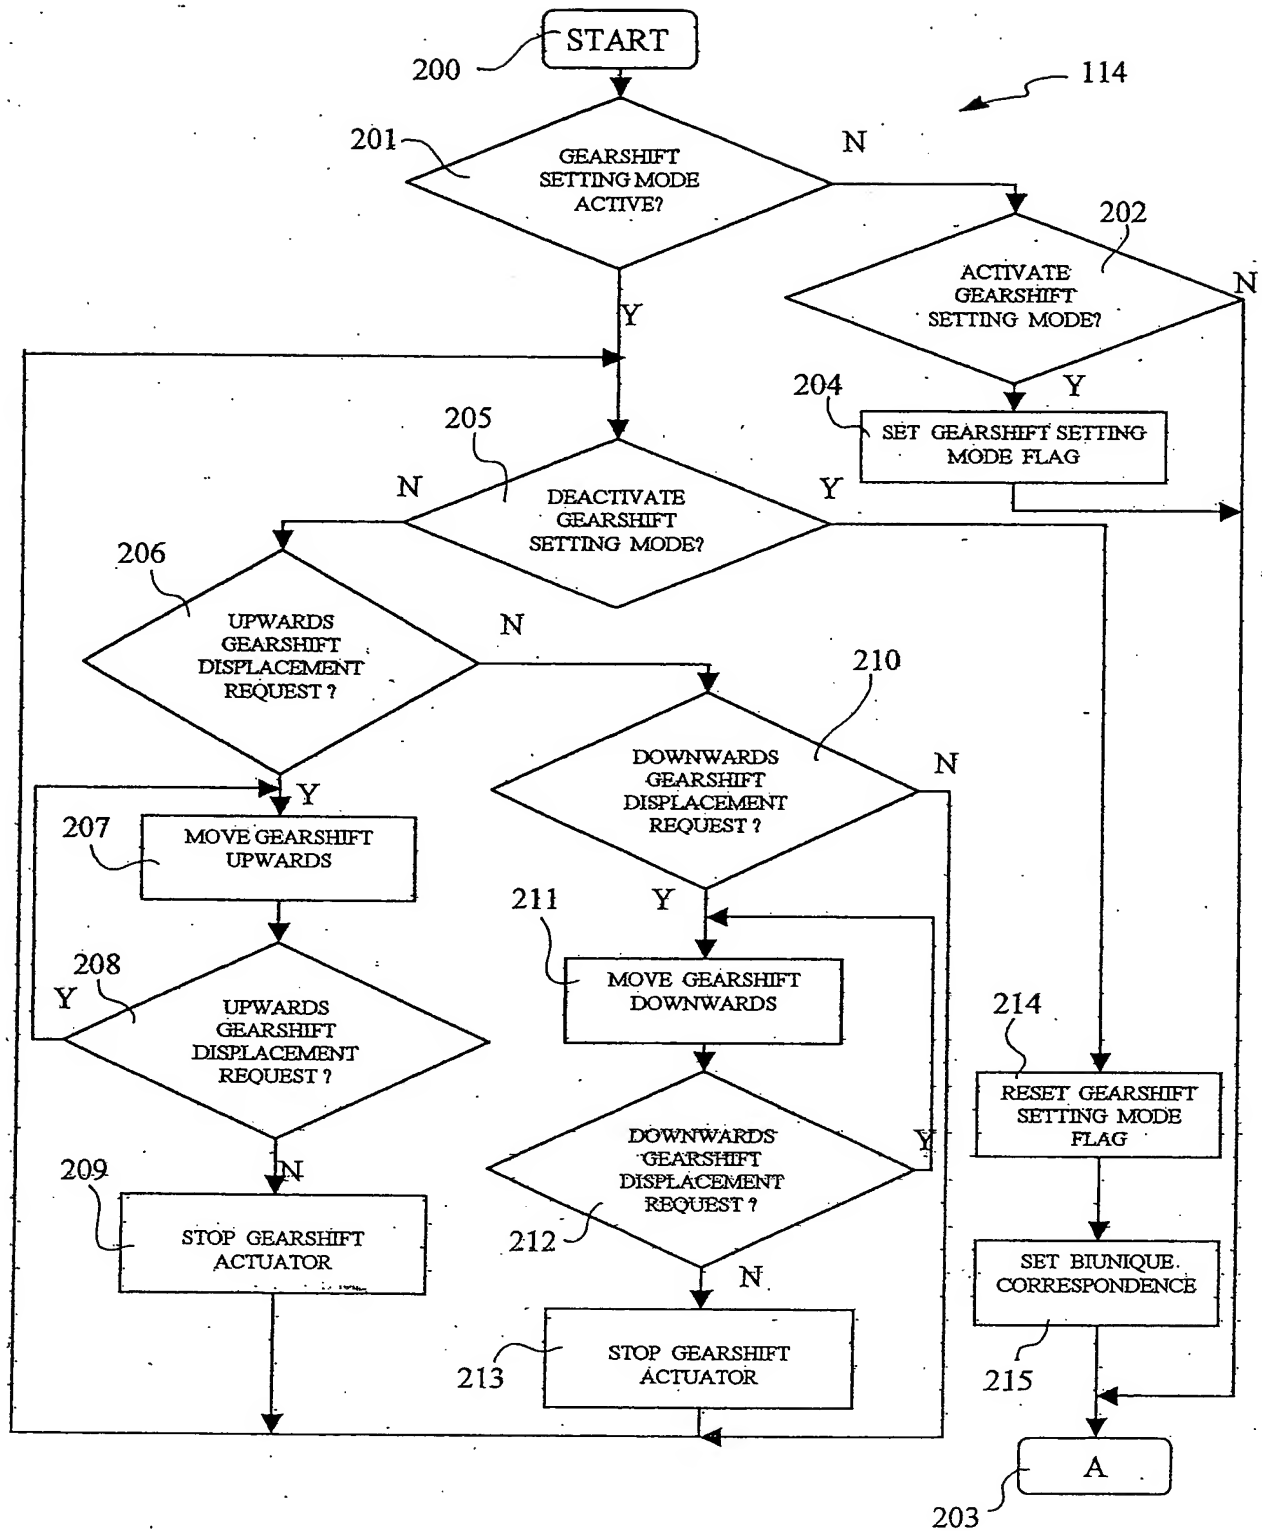 START
200
114
201
GEARSHIFT
SETTING MODE
ACTIVE?
N
202
ACTIVATE
GEARSHIFT
SETTING MODE?
N
Y
Y
204
SET GEARSHIFT SETTING
MODE FLAG
205
N
DEACTIVATE
GEARSHIFT
SETTING MODE?
Y
206
UPWARDS
GEARSHIFT
DISPLACEMENT
REQUEST ?
N
210
DOWNWARDS
GEARSHIFT
DISPLACEMENT
REQUEST ?
N
Y
207
MOVE GEARSHIFT
UPWARDS
Y
211
MOVE GEARSHIFT
DOWNWARDS
208
Y
UPWARDS
GEARSHIFT
DISPLACEMENT
REQUEST ?
214
RESET GEARSHIFT
SETTING MODE
FLAG
DOWNWARDS
GEARSHIFT
DISPLACEMENT
REQUEST ?
Y
212
N
209
STOP GEARSHIFT
ACTUATOR
N
SET BIUNIQUE
CORRESPONDENCE
215
213
STOP GEARSHIFT
ACTUATOR
A
203